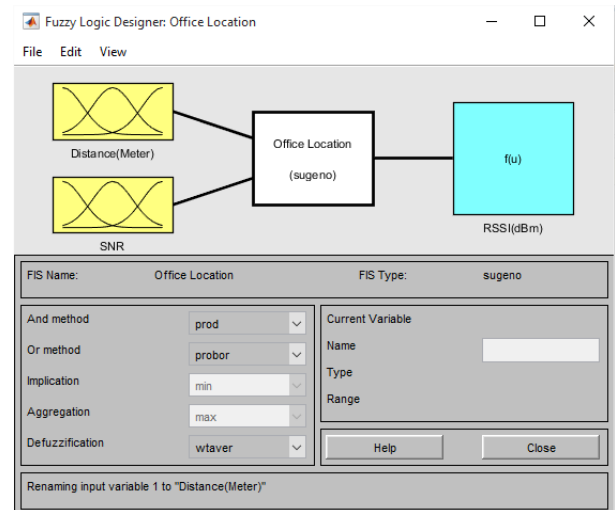 Fuzzy Logic Designer: Office Location
File Edit View
Distance(Meter)
SNR
Office Location
(sugeno)
f(u)
RSSI(dBm)
FIS Name: Office Location FIS Type: sugeno
And method prod
Or method probor
Implication min
Aggregation max
Defuzzification wtaver
Current Variable
Name
Type
Range
Help Close
Renaming input variable 1 to "Distance(Meter)"